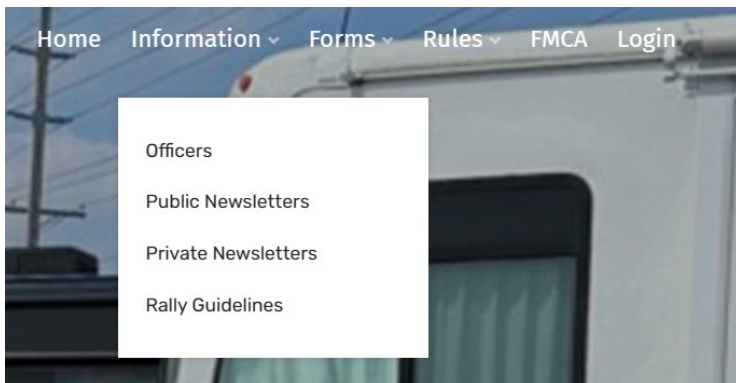 Home Information Forms Rules FMCA Login
Officers
Public Newsletters
Private Newsletters
Rally Guidelines